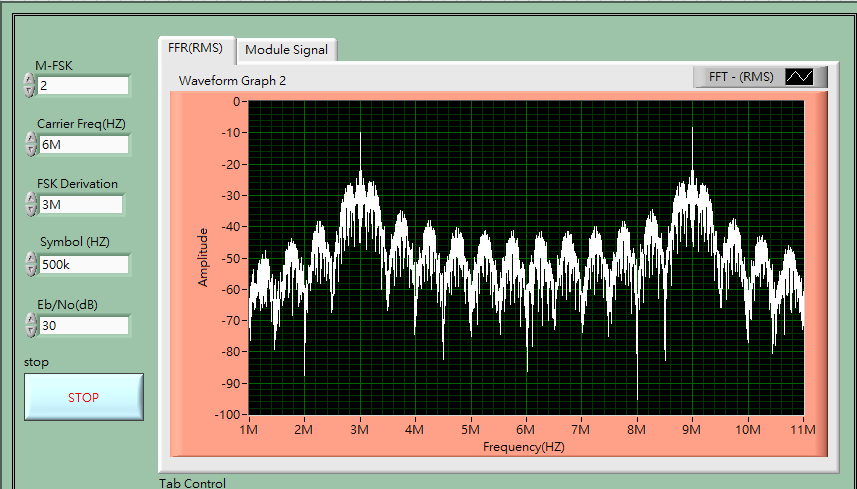 FFR(RMS)
Module Signal
M-FSK
2
Carrier Freq(HZ)
6M
FSK Derivation
3M
Symbol (HZ)
500k
Eb/No(dB)
30
stop
STOP
Waveform Graph 2
FFT - (RMS)
Amplitude
0
-10
-20
-30
-40
-50
-60
-70
-80
-90
-100
1M 2M 3M 4M 5M 6M 7M 8M 9M 10M 11M
Frequency(HZ)
Tab Control